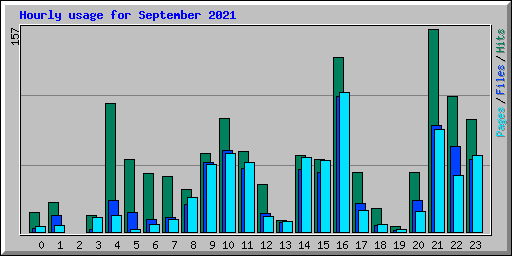 Hourly usage for September 2021
157
Pages/Files/Hits
0 1 2 3 4 5 6 7 8 9 10 11 12 13 14 15 16 17 18 19 20 21 22 23